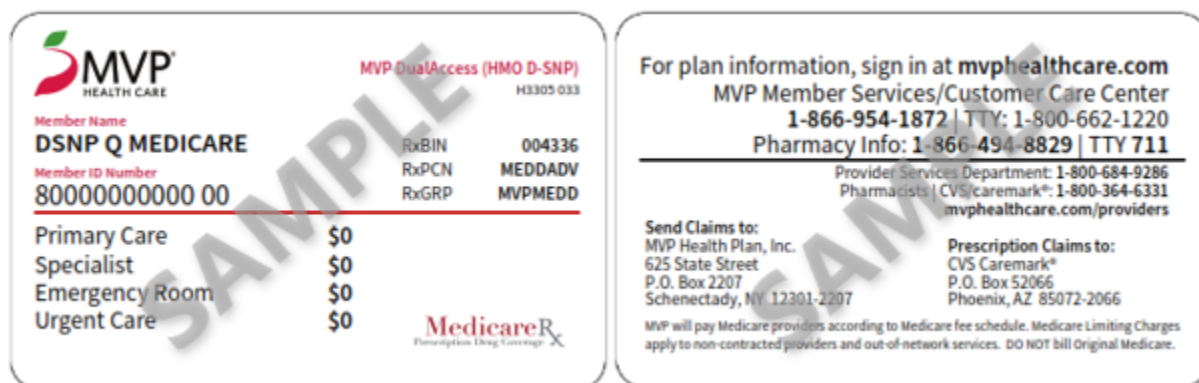 MVP®
HEALTH CARE
MVP DualAccess (HMO D-SNP)
H3305 033
Member Name
DSNP Q MEDICARE
Member ID Number
80000000000 00
RxBIN 004336
RxPCN MEDDADV
RxGRP MVPMEDD
Primary Care $0
Specialist $0
Emergency Room $0
Urgent Care $0
MedicareRx
Prescription Drug Coverage
SAMPLE
For plan information, sign in at mvphealthcare.com
MVP Member Services/Customer Care Center
1-866-954-1872 | TTY: 1-800-662-1220
Pharmacy Info: 1-866-494-8829 | TTY 711
Provider Services Department: 1-800-684-9286
Pharmacists | CVS/caremark®: 1-800-364-6331
mvphealthcare.com/providers
Send Claims to:
MVP Health Plan, Inc.
625 State Street
P.O. Box 2207
Schenectady, NY 12301-2207
Prescription Claims to:
CVS Caremark®
P.O. Box 52066
Phoenix, AZ 85072-2066
MVP will pay Medicare providers according to Medicare fee schedule. Medicare Limiting Charges
apply to non-contracted providers and out-of-network services. DO NOT bill Original Medicare.
SAMPLE